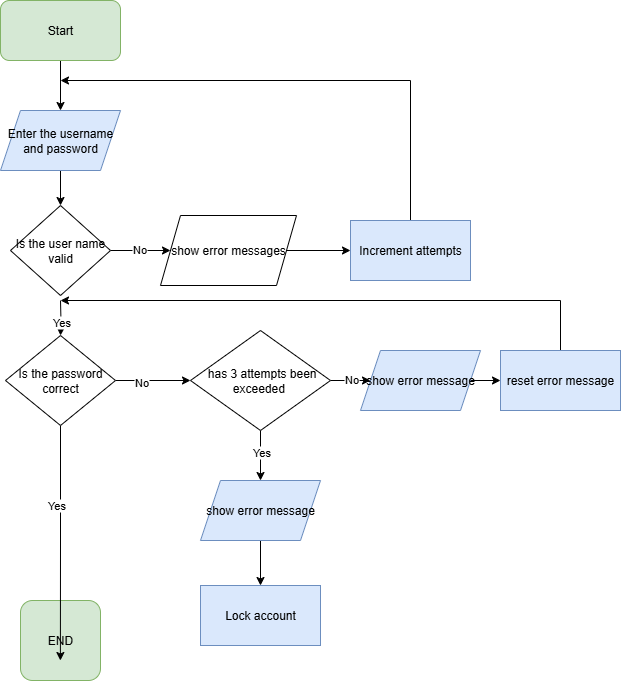 Start
Enter the username
and password
Is the user name
valid
No
show error messages
Increment attempts
Yes
Is the password
correct
No
has 3 attempts been
exceeded
No
show error message
reset error message
Yes
show error message
Yes
Lock account
END